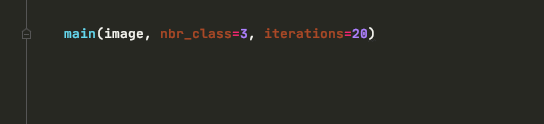 main(image, nbr_class=3, iterations=20)